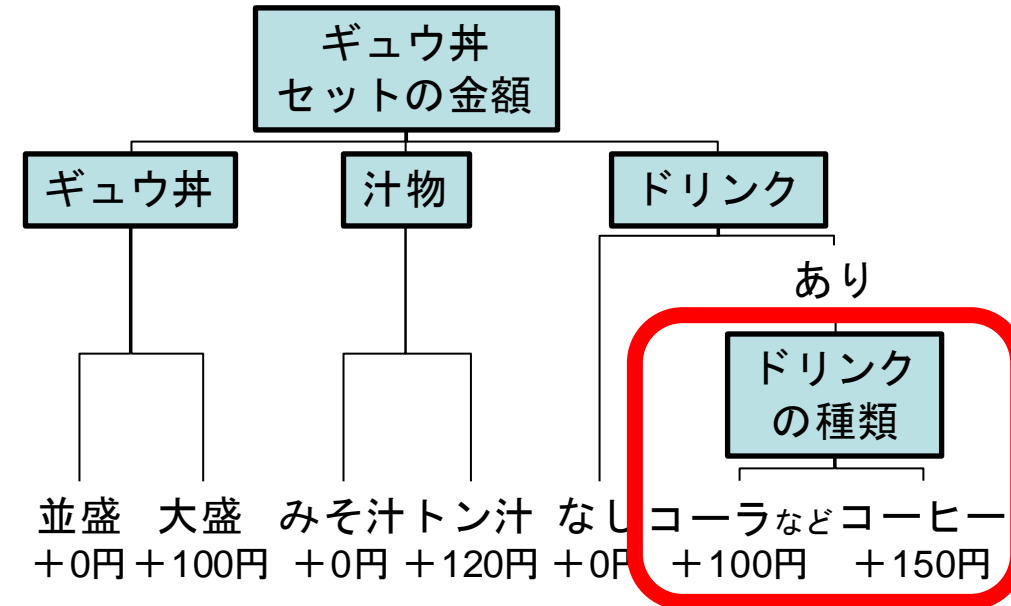 ギュウ丼
セットの金額
ギュウ丼 汁物 ドリンク
あり
ドリンク
の種類
並盛 大盛 みそ汁 トン汁 なし コーラなど コーヒー
+0円 +100円 +0円 +120円 +0円 +100円 +150円